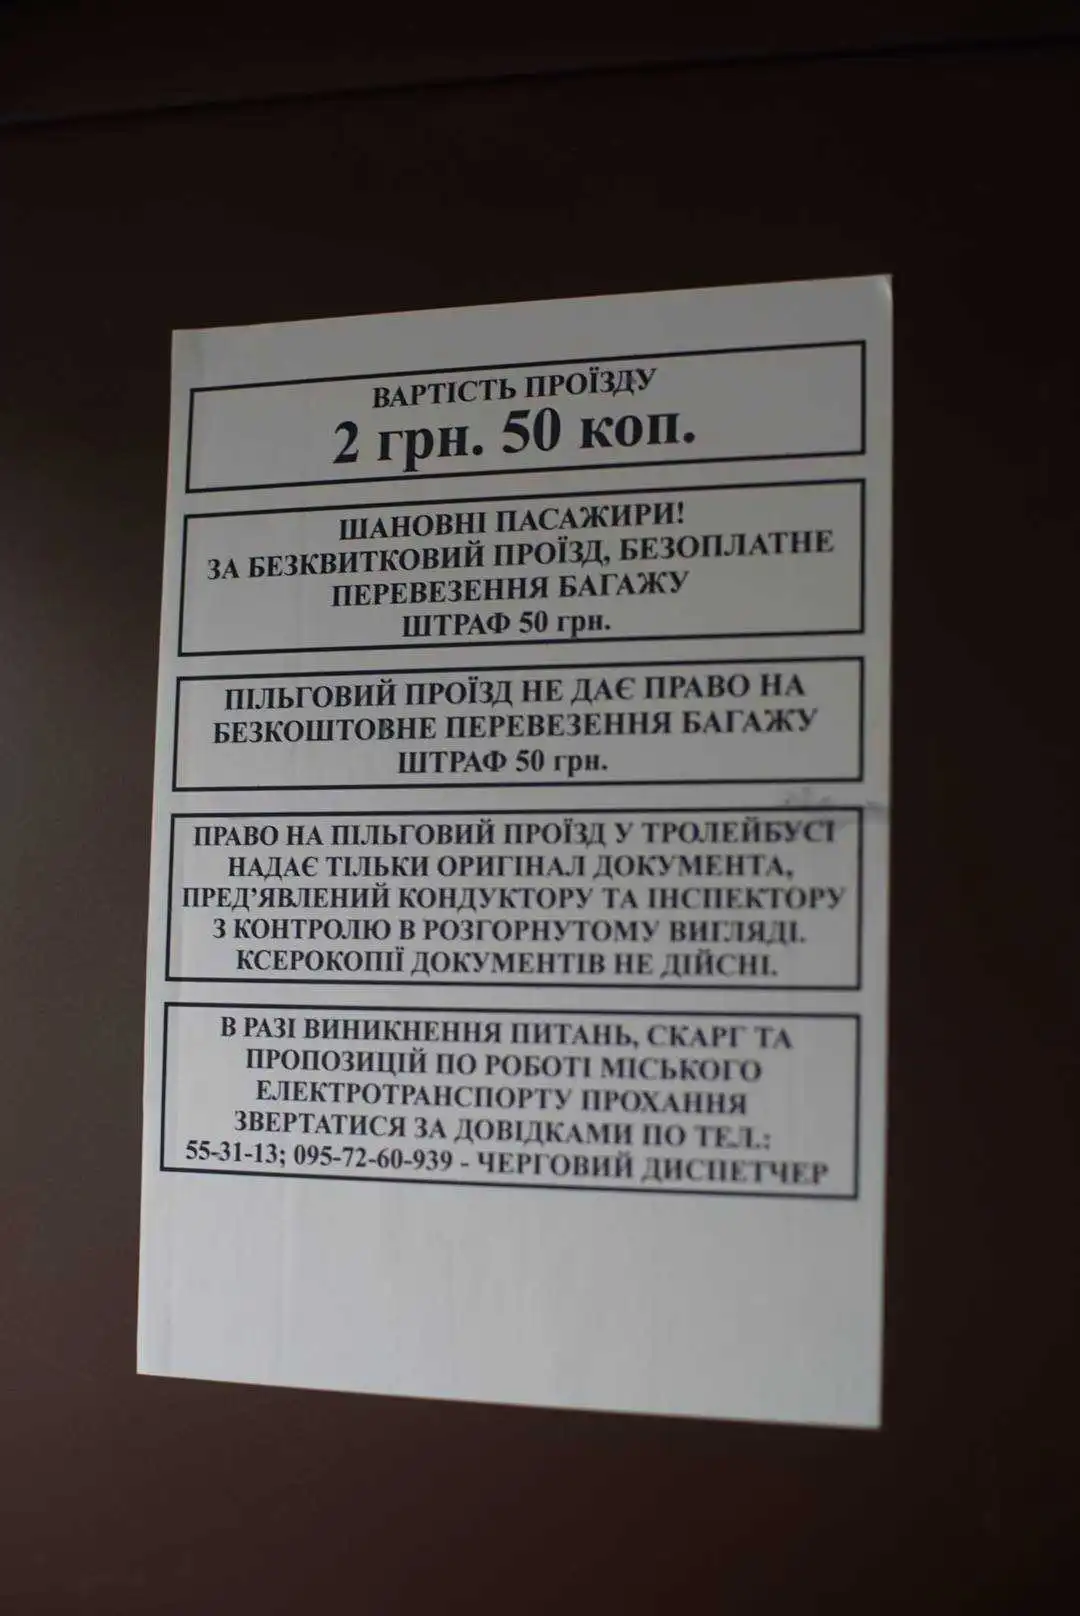 ВАРТІСТЬ ПРОЇЗДУ
2 грн. 50 коп.
ШАНОВНІ ПАСАЖИРИ!
ЗА БЕЗКВИТКОВИЙ ПРОЇЗД, БЕЗОПЛАТНЕ
ПЕРЕВЕЗЕННЯ БАГАЖУ
ШТРАФ 50 грн.
ПІЛЬГОВИЙ ПРОЇЗД НЕ ДАЄ ПРАВО НА
БЕЗКОШТОВНЕ ПЕРЕВЕЗЕННЯ БАГАЖУ
ШТРАФ 50 грн.
ПРАВО НА ПІЛЬГОВИЙ ПРОЇЗД У ТРОЛЕЙБУСІ
НАДАЄ ТІЛЬКИ ОРИГІНАЛ ДОКУМЕНТА,
ПРЕД’ЯВЛЕНИЙ КОНДУКТОРУ ТА ІНСПЕКТОРУ
З КОНТРОЛЮ В РОЗГОРНУТОМУ ВИГЛЯДІ.
КСЕРОКОПІЇ ДОКУМЕНТІВ НЕ ДІЙСНІ.
В РАЗІ ВИНИКНЕННЯ ПИТАНЬ, СКАРГ ТА
ПРОПОЗИЦІЙ ПО РОБОТІ МІСЬКОГО
ЕЛЕКТРОТРАНСПОРТУ ПРОХАННЯ
ЗВЕРТАТИСЯ ЗА ДОВІДКАМИ ПО ТЕЛ.:
55-31-13; 095-72-60-939 - ЧЕРГОВИЙ ДИСПЕТЧЕР